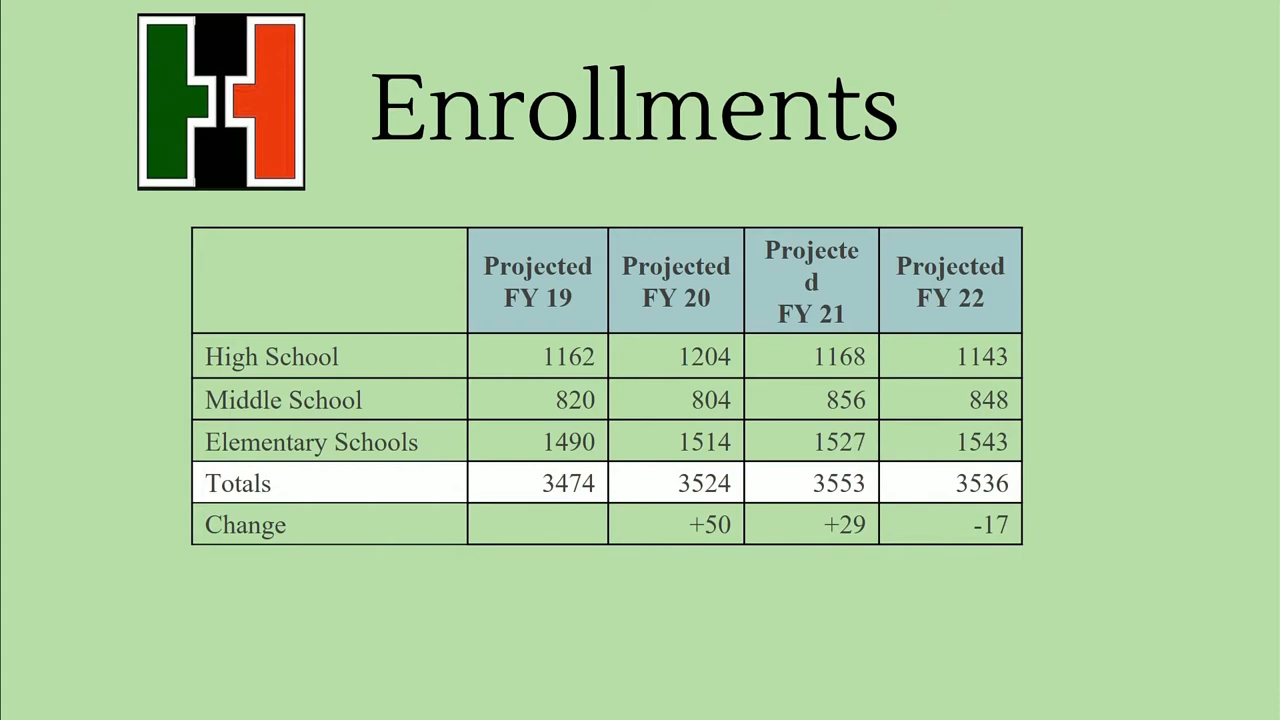 Enrollments
Projected FY 19 Projected FY 20 Projecte d FY 21 Projected FY 22
High School 1162 1204 1168 1143
Middle School 820 804 856 848
Elementary Schools 1490 1514 1527 1543
Totals 3474 3524 3553 3536
Change +50 +29 -17